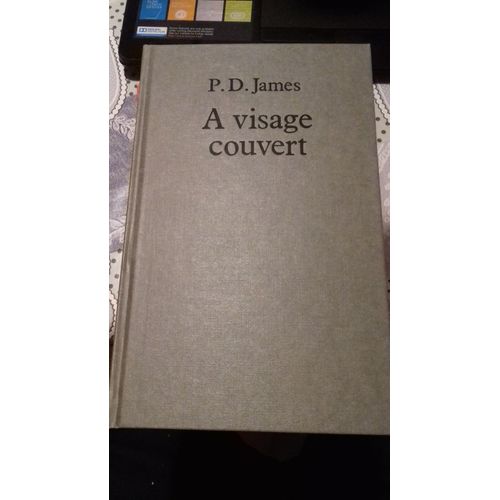 P. D. James
A visage
couvert